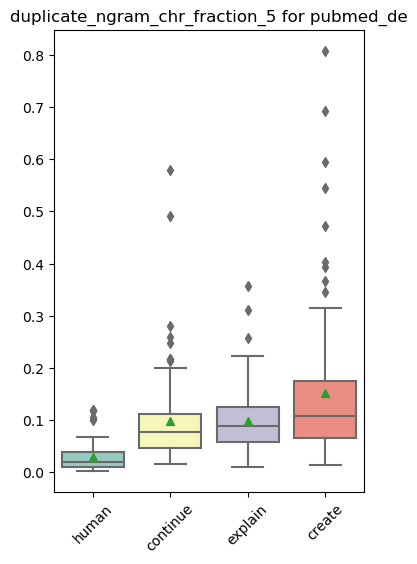 duplicate_ngram_chr_fraction_5 for pubmed_de
0.8
0.7
0.6
0.5
0.4
0.3
0.2
0.1
0.0
human
continue
explain
create